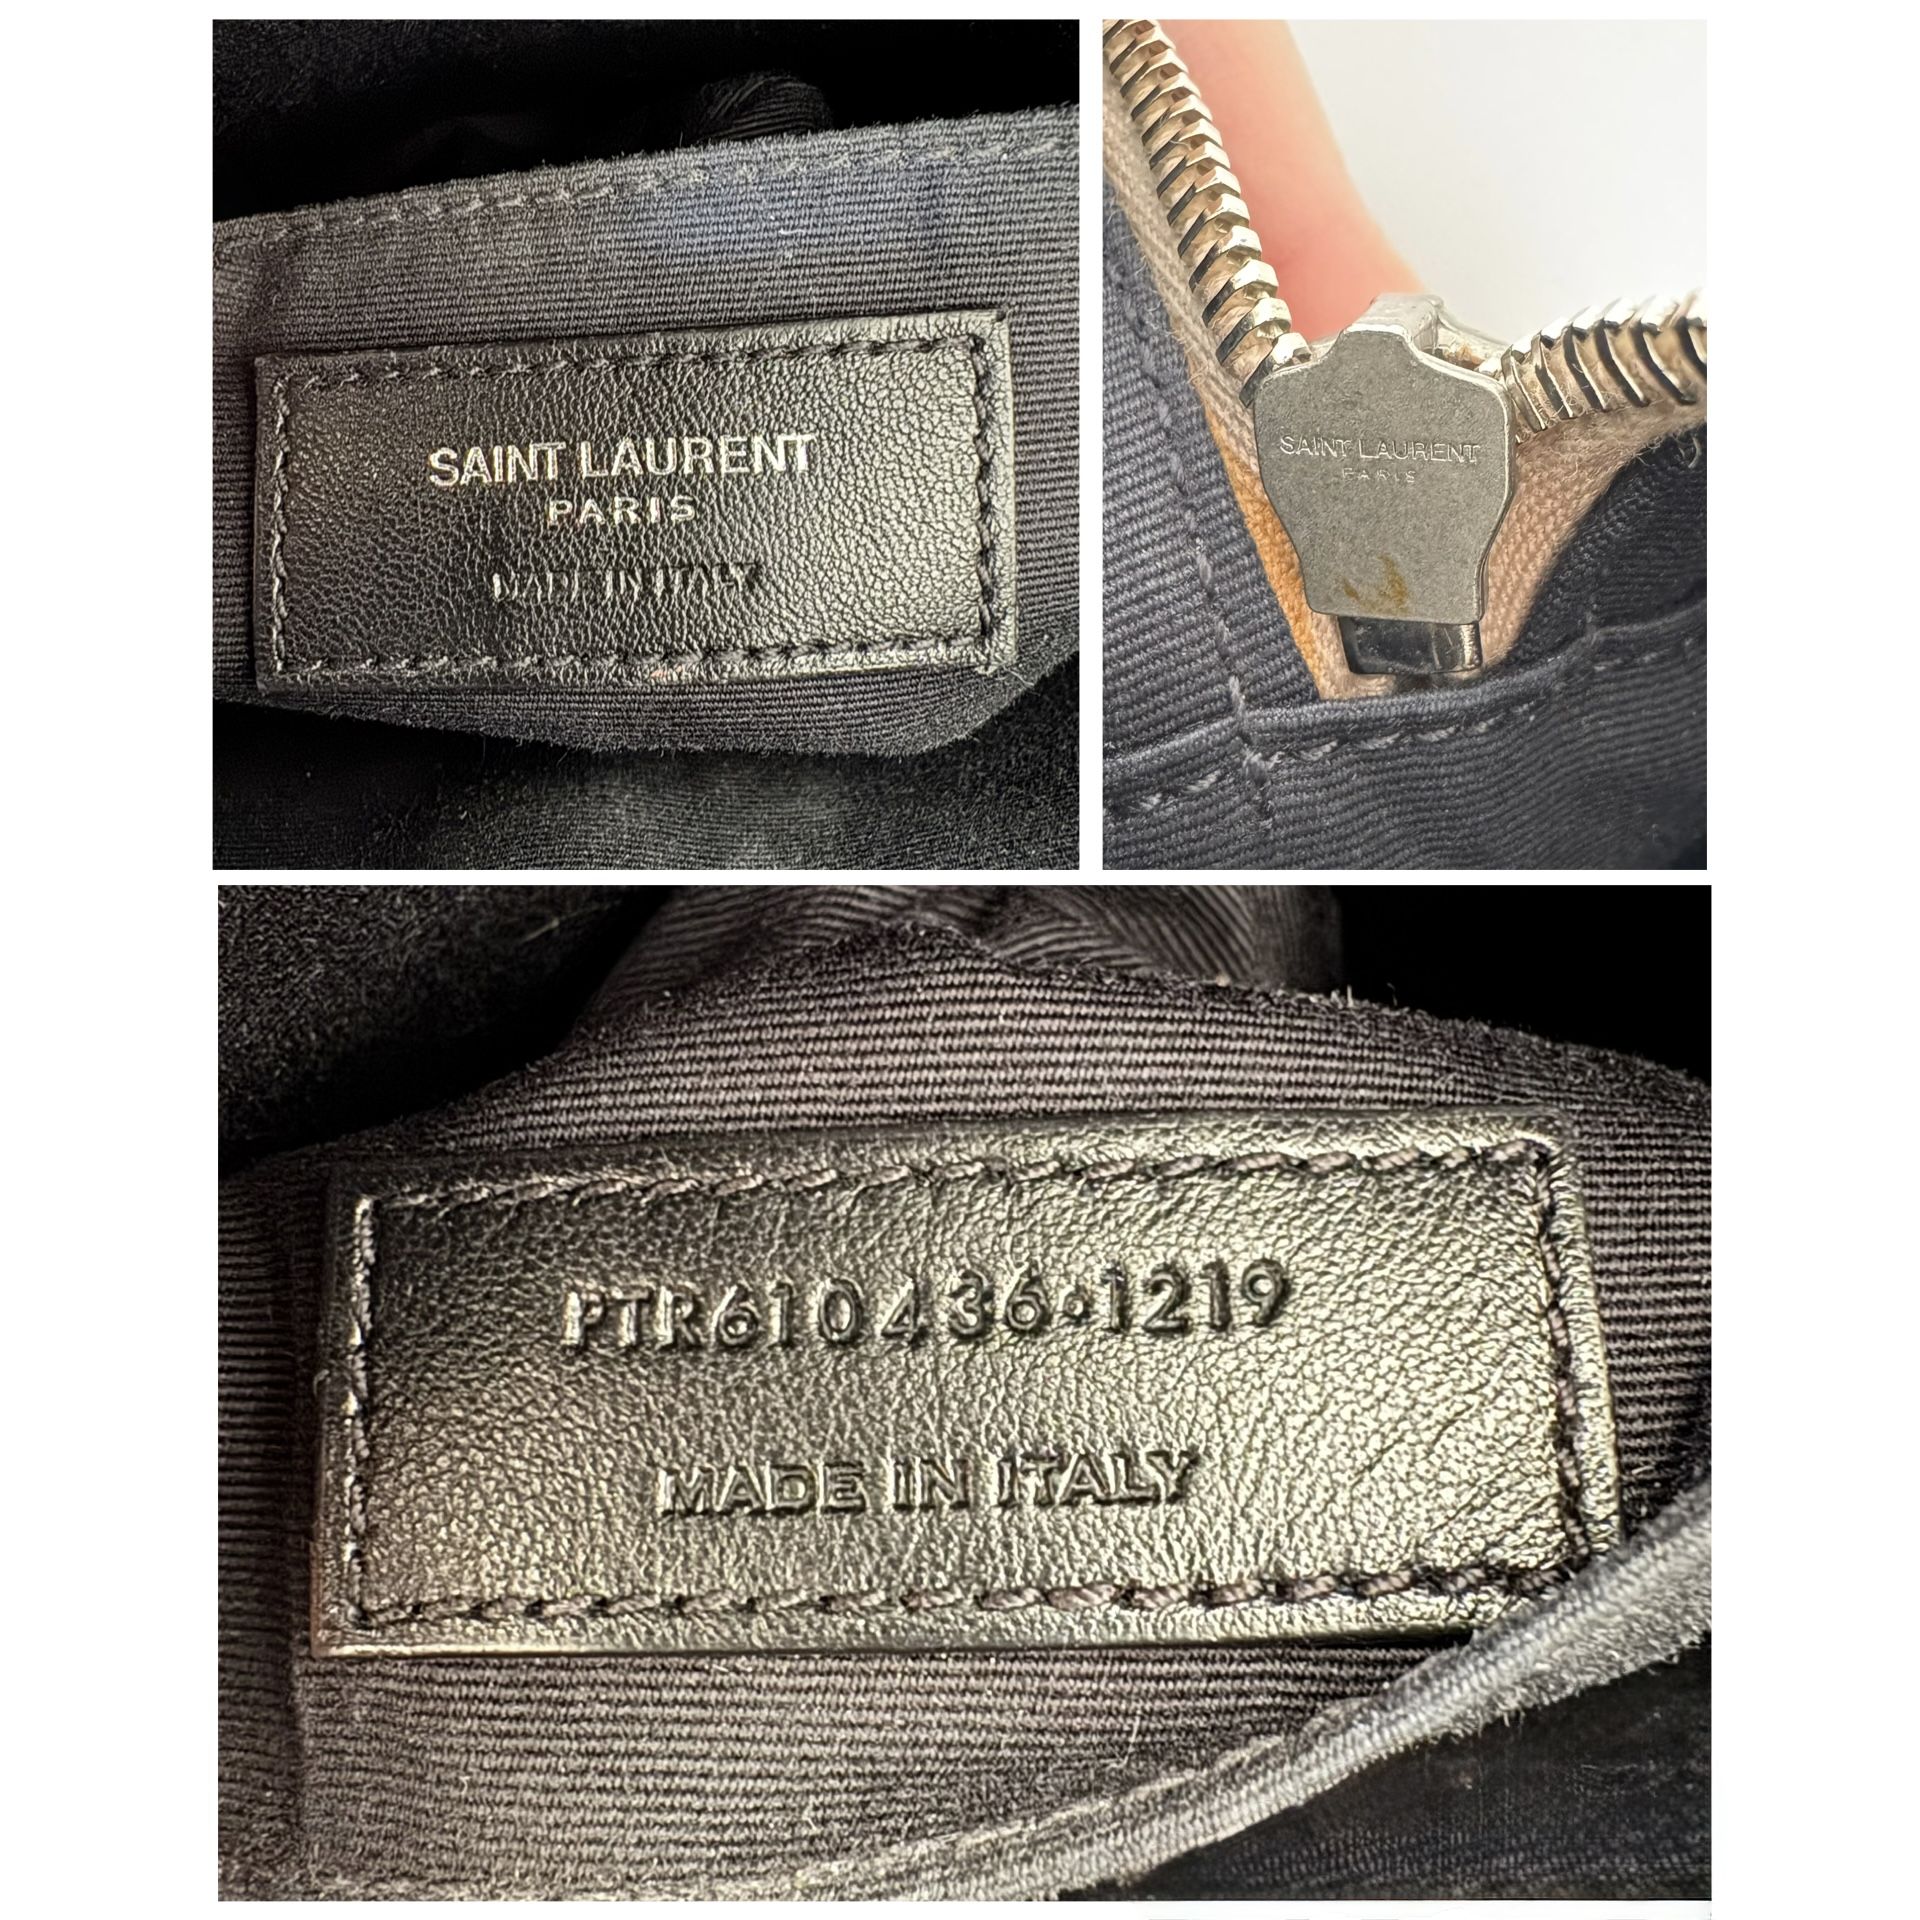 SAINT LAURENT
PARIS
MADE IN ITALY
SAINT LAURENT
PARIS
PTR610436•1219
MADE IN ITALY